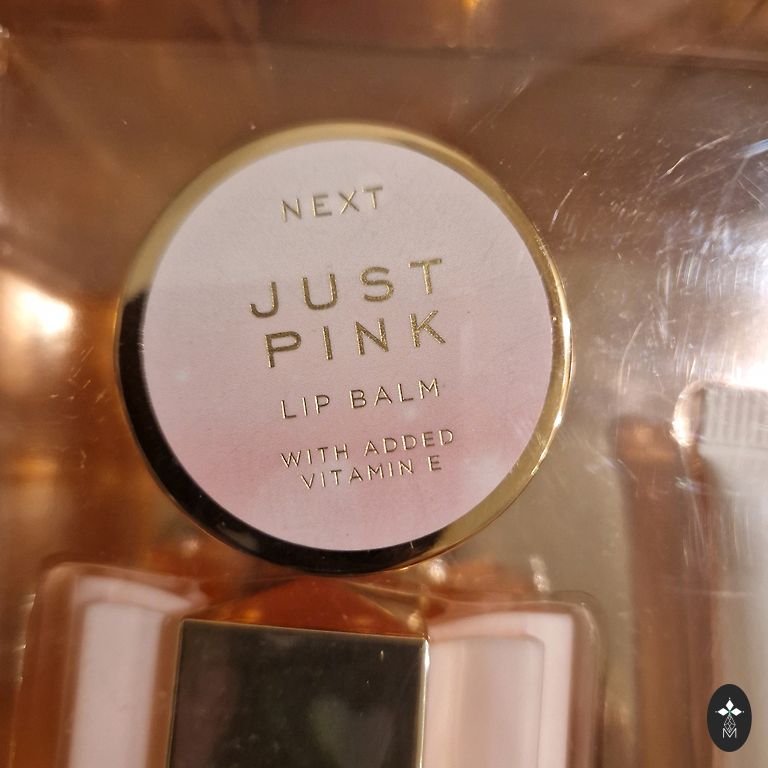 NEXT
JUST
PINK
LIP BALM
WITH ADDED
VITAMIN E
M